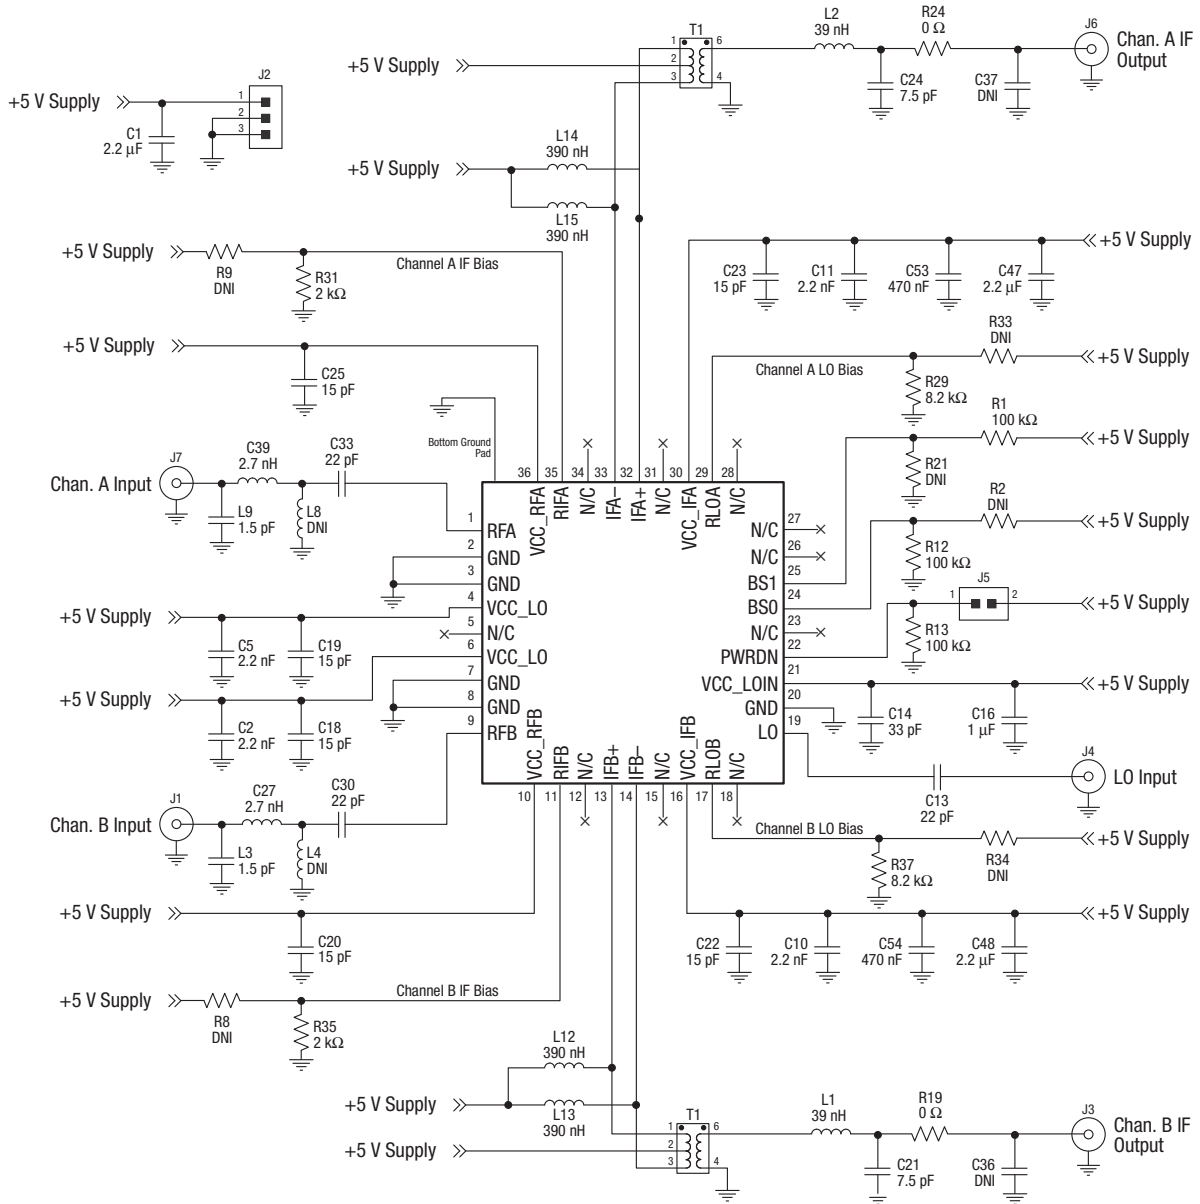 T1
1
2
3
6
4
L2
39 nH
R24
0 Ω
J6
Chan. A IF
Output
C24
7.5 pF
C37
DNI
+5 V Supply
+5 V Supply
J2
1
2
3
C1
2.2 µF
+5 V Supply
L14
390 nH
L15
390 nH
+5 V Supply
R9
DNI
R31
2 kΩ
Channel A IF Bias
C23
15 pF
C11
2.2 nF
C53
470 nF
C47
2.2 µF
+5 V Supply
+5 V Supply
C25
15 pF
Channel A LO Bias
R33
DNI
+5 V Supply
R29
8.2 kΩ
R1
100 kΩ
+5 V Supply
R21
DNI
R2
DNI
+5 V Supply
R12
100 kΩ
J5
1
2
+5 V Supply
R13
100 kΩ
Bottom Ground
Pad
J7
Chan. A Input
C39
2.7 nH
C33
22 pF
L9
1.5 pF
L8
DNI
36
35
34
33
32
31
30
29
28
VCC_RFA
RIFA
N/C
IFA–
IFA+
N/C
VCC_IFA
RLOA
N/C
1
RFA
2
GND
3
GND
4
VCC_LO
5
N/C
6
VCC_LO
7
GND
8
GND
9
RFB
27
N/C
26
N/C
25
BS1
24
BS0
23
N/C
22
PWRDN
21
VCC_LOIN
20
GND
19
LO
+5 V Supply
C5
2.2 nF
C19
15 pF
+5 V Supply
C2
2.2 nF
C18
15 pF
+5 V Supply
C14
33 pF
C16
1 µF
VCC_RFB
RIFB
N/C
IFB+
IFB–
N/C
VCC_IFB
RLOB
N/C
10
11
12
13
14
15
16
17
18
J4
LO Input
C13
22 pF
J1
Chan. B Input
C27
2.7 nH
C30
22 pF
L3
1.5 pF
L4
DNI
Channel B LO Bias
R37
8.2 kΩ
R34
DNI
+5 V Supply
+5 V Supply
C20
15 pF
C22
15 pF
C10
2.2 nF
C54
470 nF
C48
2.2 µF
+5 V Supply
+5 V Supply
R8
DNI
R35
2 kΩ
Channel B IF Bias
L12
390 nH
+5 V Supply
L13
390 nH
+5 V Supply
T1
1
2
3
6
4
L1
39 nH
R19
0 Ω
J3
Chan. B IF
Output
C21
7.5 pF
C36
DNI